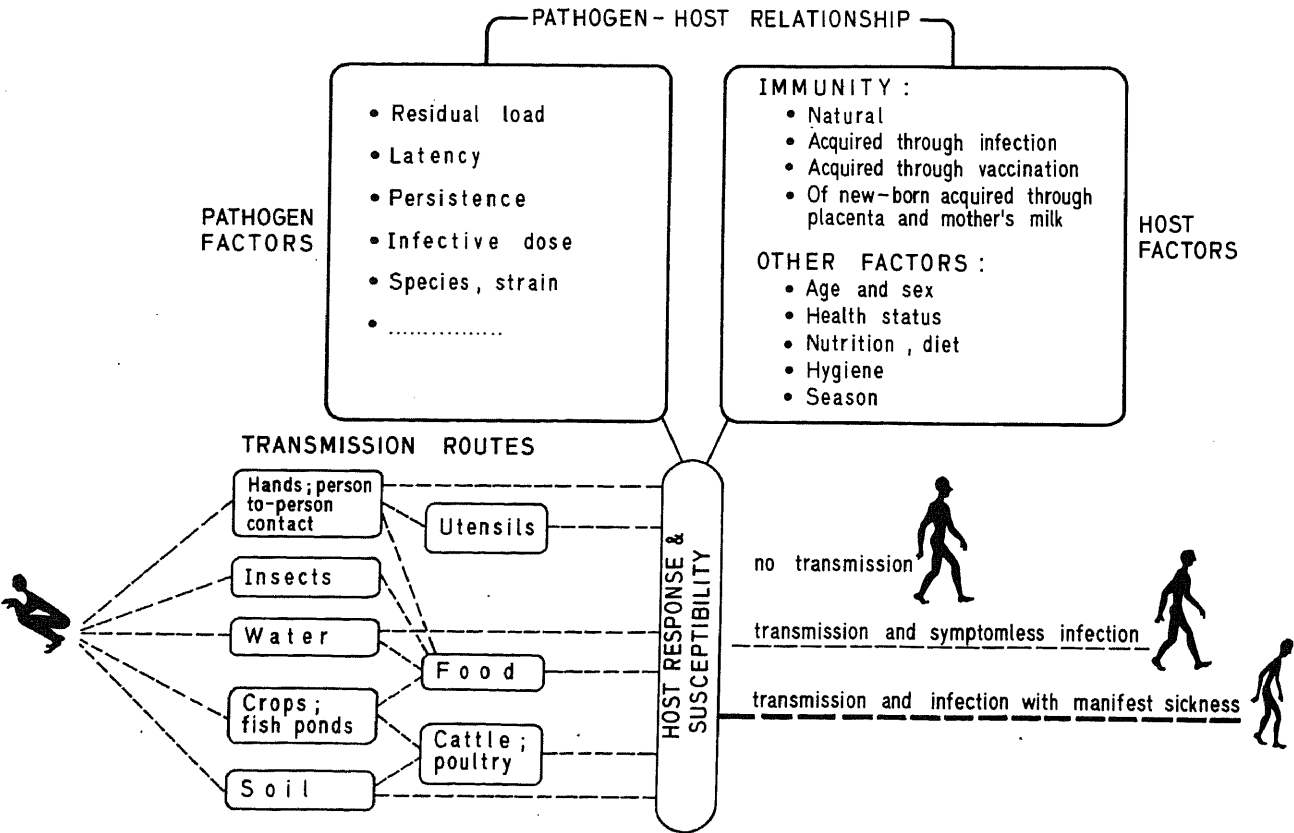 PATHOGEN-HOST RELATIONSHIP
PATHOGEN
FACTORS
• Residual load
• Latency
• Persistence
• Infective dose
• Species, strain
• ...............
IMMUNITY:
• Natural
• Acquired through infection
• Acquired through vaccination
• Of new-born acquired through
placenta and mother's milk
OTHER FACTORS:
• Age and sex
• Health status
• Nutrition, diet
• Hygiene
• Season
HOST
FACTORS
TRANSMISSION ROUTES
Hands; person
to-person
contact
Utensils
Insects
Water
Food
Crops;
fish ponds
Cattle;
poultry
Soil
HOST RESPONSE &
SUSCEPTIBILITY
no transmission
transmission and symptomless infection
transmission and infection with manifest sickness